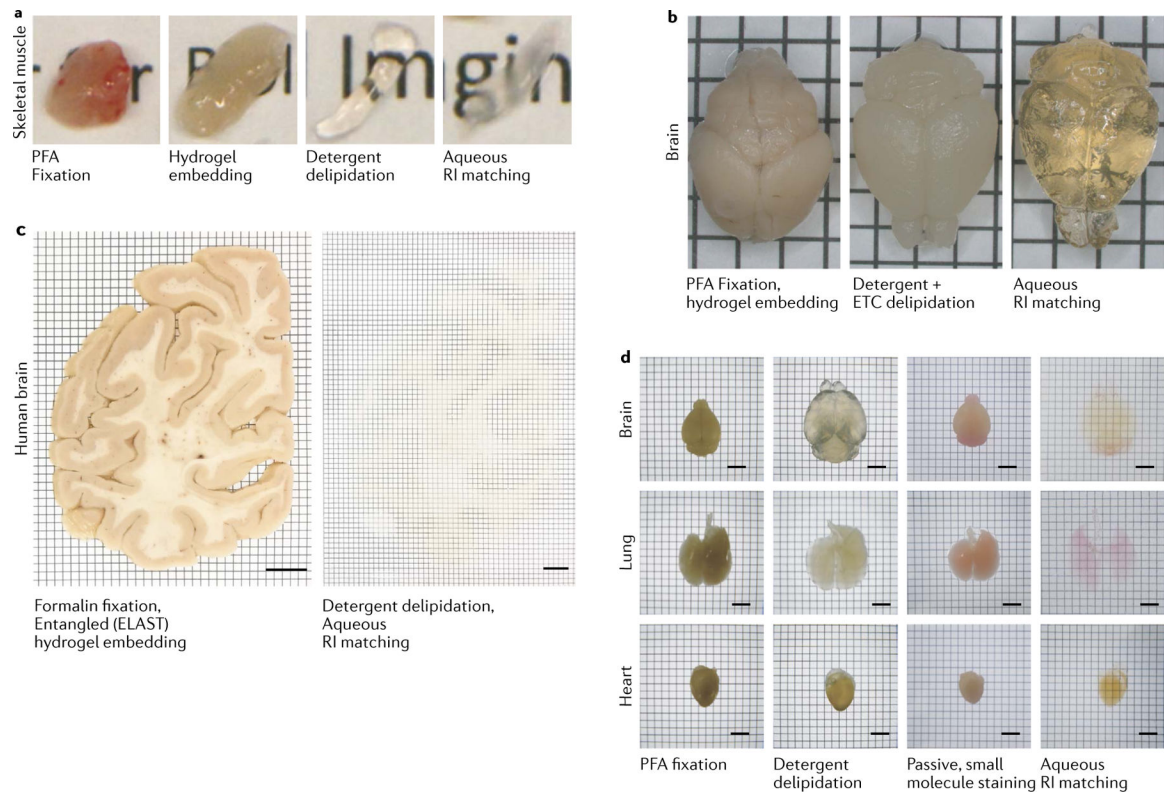 a
Skeletal muscle
PFA
Fixation
Hydrogel
embedding
Detergent
delipidation
Aqueous
RI matching
b
Brain
PFA Fixation,
hydrogel embedding
Detergent +
ETC delipidation
Aqueous
RI matching
c
Human brain
Formalin fixation,
Entangled (ELAST)
hydrogel embedding
Detergent delipidation,
Aqueous
RI matching
d
Brain
Lung
Heart
PFA fixation
Detergent
delipidation
Passive, small
molecule staining
Aqueous
RI matching